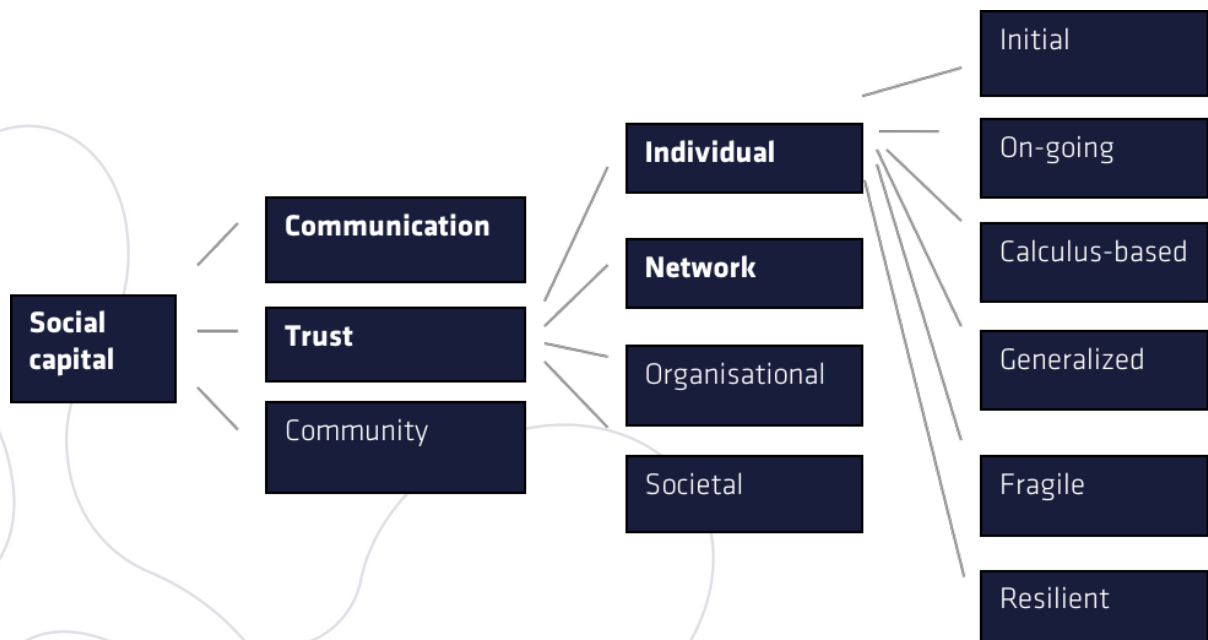 Social
capital
Communication
Trust
Community
Individual
Network
Organisational
Societal
Initial
On-going
Calculus-based
Generalized
Fragile
Resilient